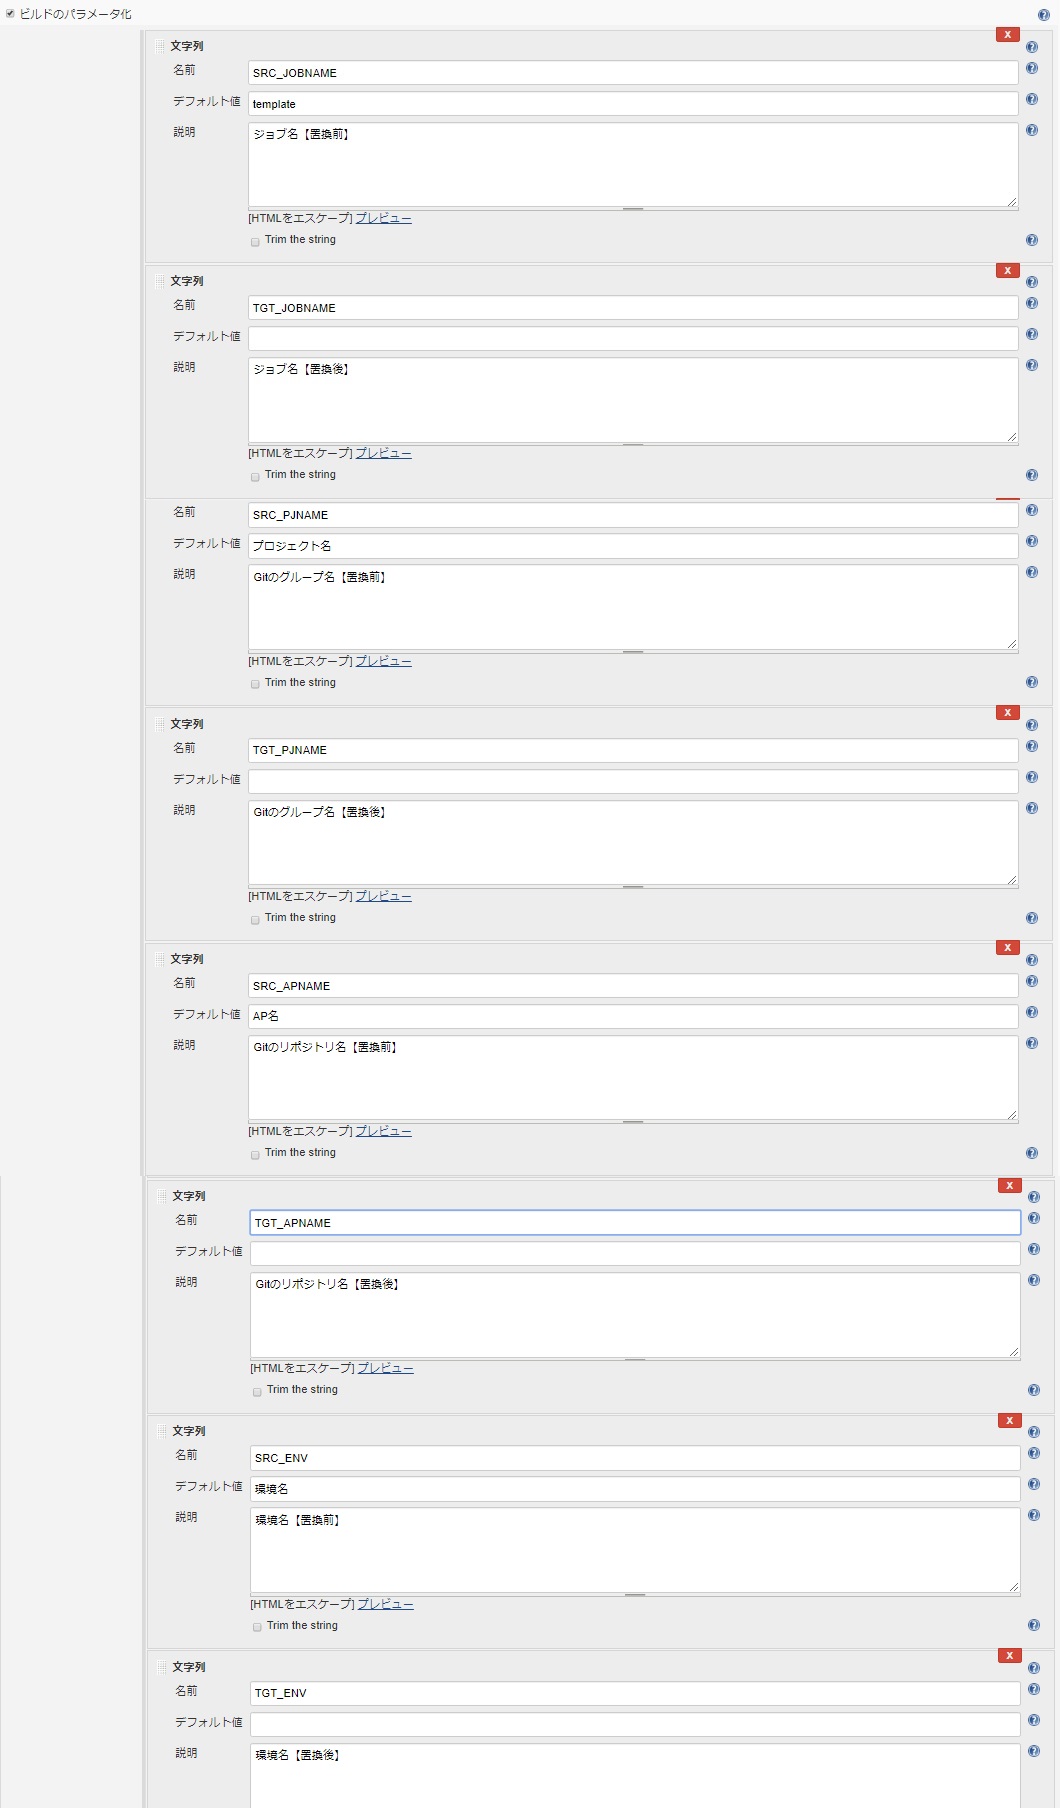 ビルドのパラメータ化
X
文字列
名前 SRC_JOBNAME
デフォルト値 template
説明 ジョブ名【置換前】
[HTMLをエスケープ] プレビュー
Trim the string
X
文字列
名前 TGT_JOBNAME
デフォルト値
説明 ジョブ名【置換後】
[HTMLをエスケープ] プレビュー
Trim the string
名前 SRC_PJNAME
デフォルト値 プロジェクト名
説明 Gitのグループ名【置換前】
[HTMLをエスケープ] プレビュー
Trim the string
X
文字列
名前 TGT_PJNAME
デフォルト値
説明 Gitのグループ名【置換後】
[HTMLをエスケープ] プレビュー
Trim the string
X
文字列
名前 SRC_APNAME
デフォルト値 AP名
説明 Gitのリポジトリ名【置換前】
[HTMLをエスケープ] プレビュー
Trim the string
X
文字列
名前 TGT_APNAME
デフォルト値
説明 Gitのリポジトリ名【置換後】
[HTMLをエスケープ] プレビュー
Trim the string
X
文字列
名前 SRC_ENV
デフォルト値 環境名
説明 環境名【置換前】
[HTMLをエスケープ] プレビュー
Trim the string
X
文字列
名前 TGT_ENV
デフォルト値
説明 環境名【置換後】